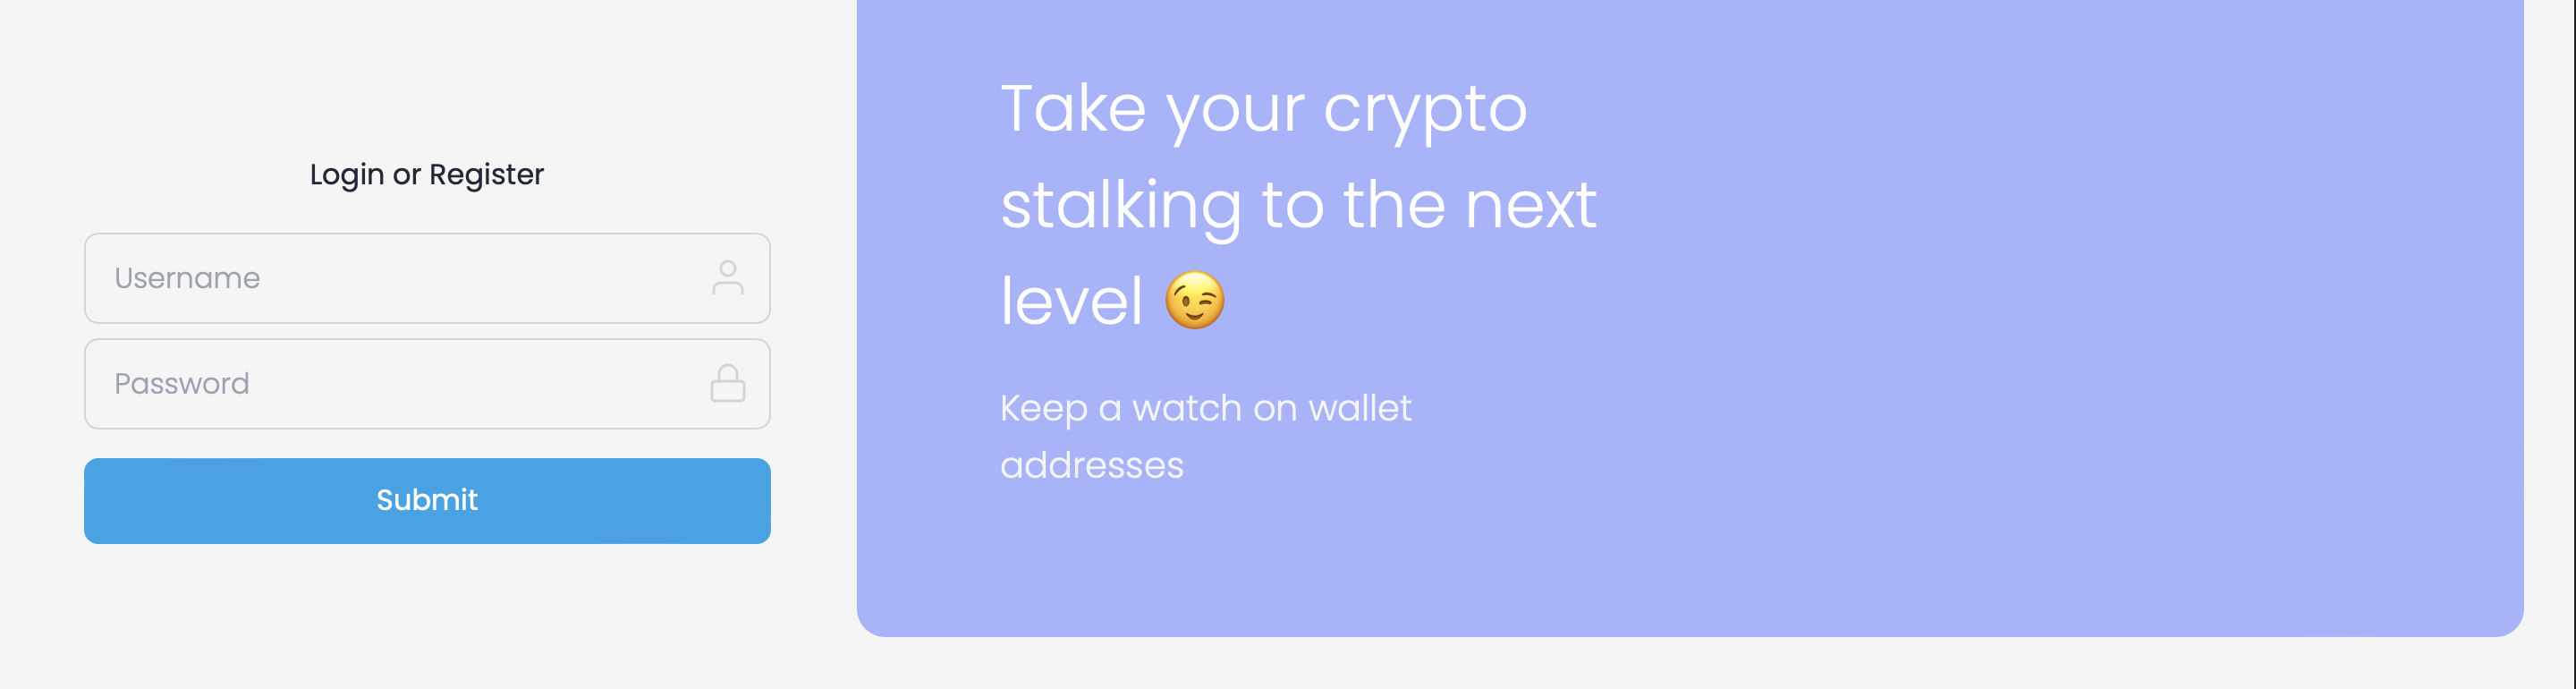 Login or Register
Username
Password
Submit
Take your crypto
stalking to the next
level 😉
Keep a watch on wallet
addresses